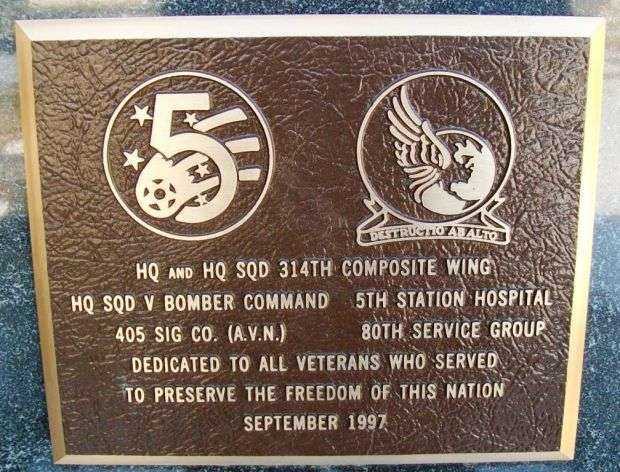 5
DESTRUCTIO AB ALTO
HQ AND HQ SQD 314TH COMPOSITE WING
HQ SQD V BOMBER COMMAND 5TH STATION HOSPITAL
405 SIG CO. (A.V.N.) 80TH SERVICE GROUP
DEDICATED TO ALL VETERANS WHO SERVED
TO PRESERVE THE FREEDOM OF THIS NATION
SEPTEMBER 1997